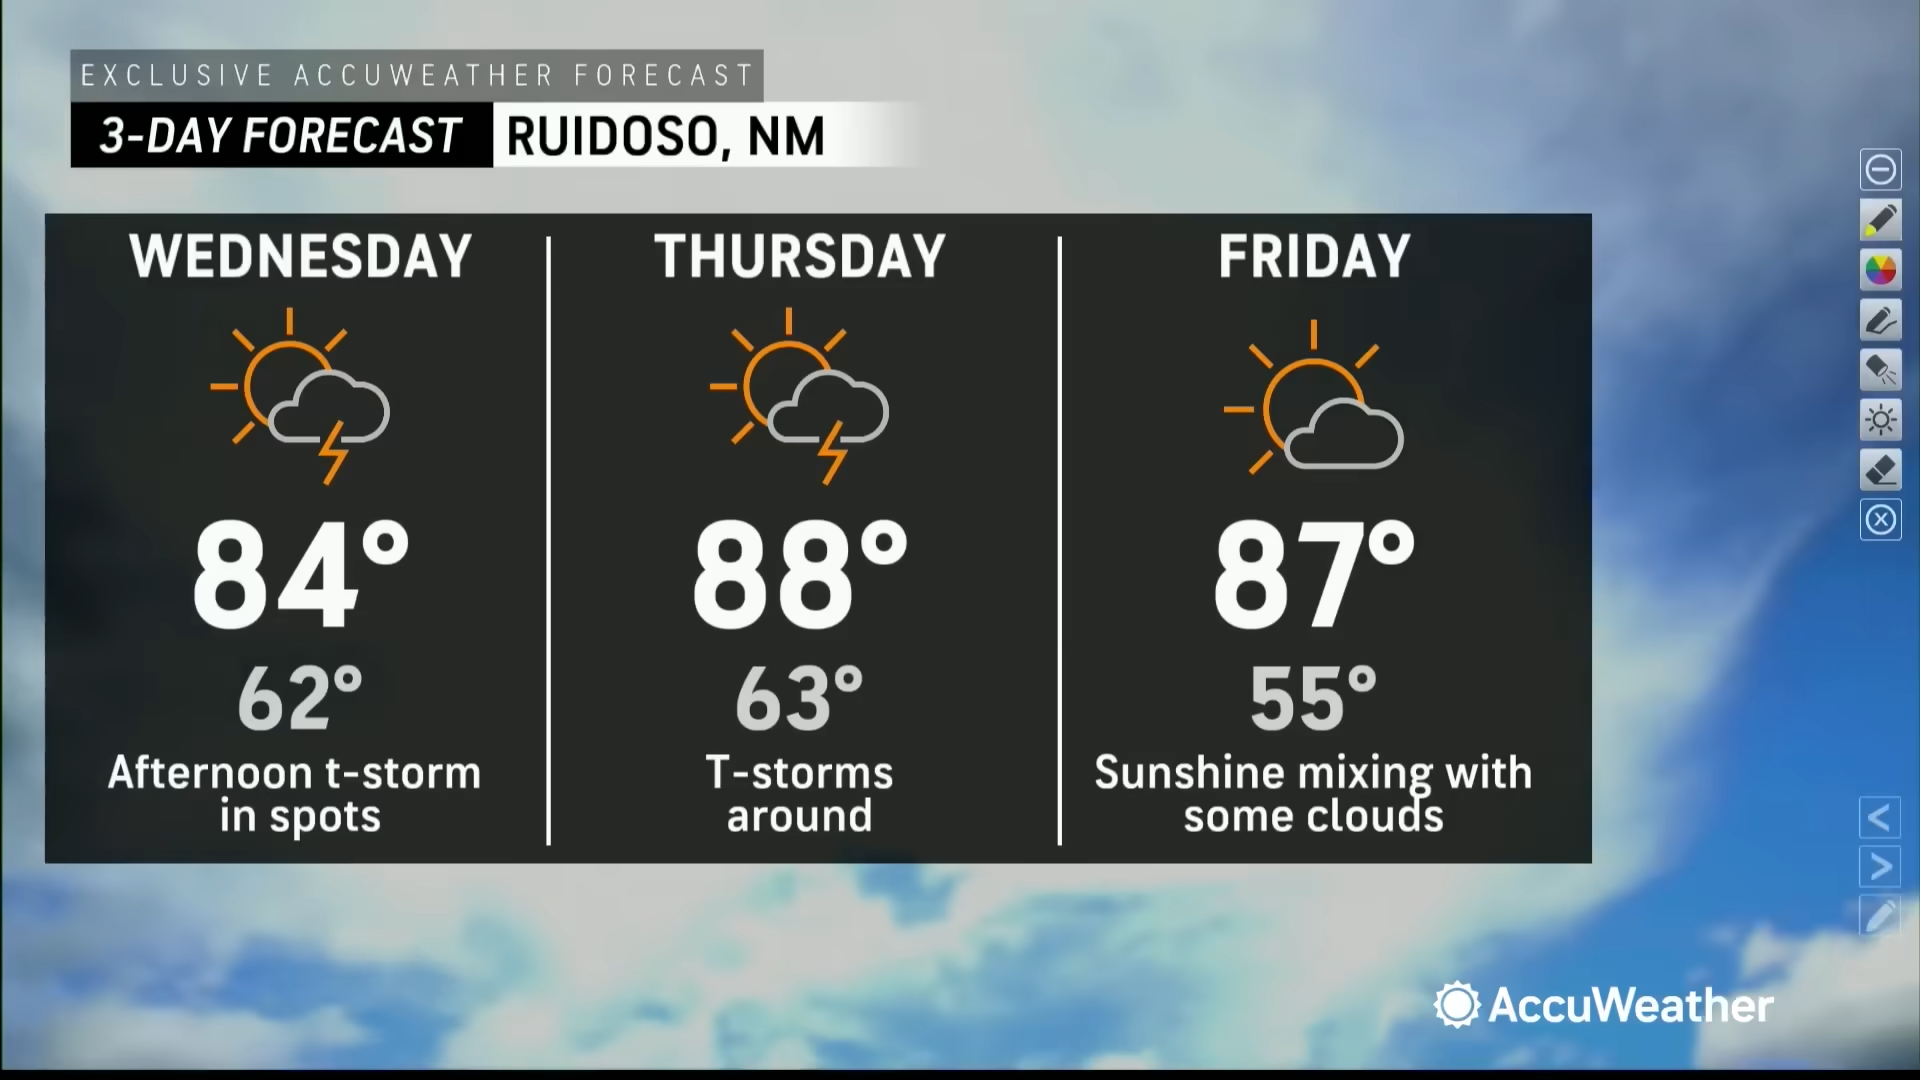 EXCLUSIVE ACCUWEATHER FORECAST
3-DAY FORECAST RUIDOSO, NM
WEDNESDAY
84°
62°
Afternoon t-storm
in spots
THURSDAY
88°
63°
T-storms
around
FRIDAY
87°
55°
Sunshine mixing with
some clouds
AccuWeather